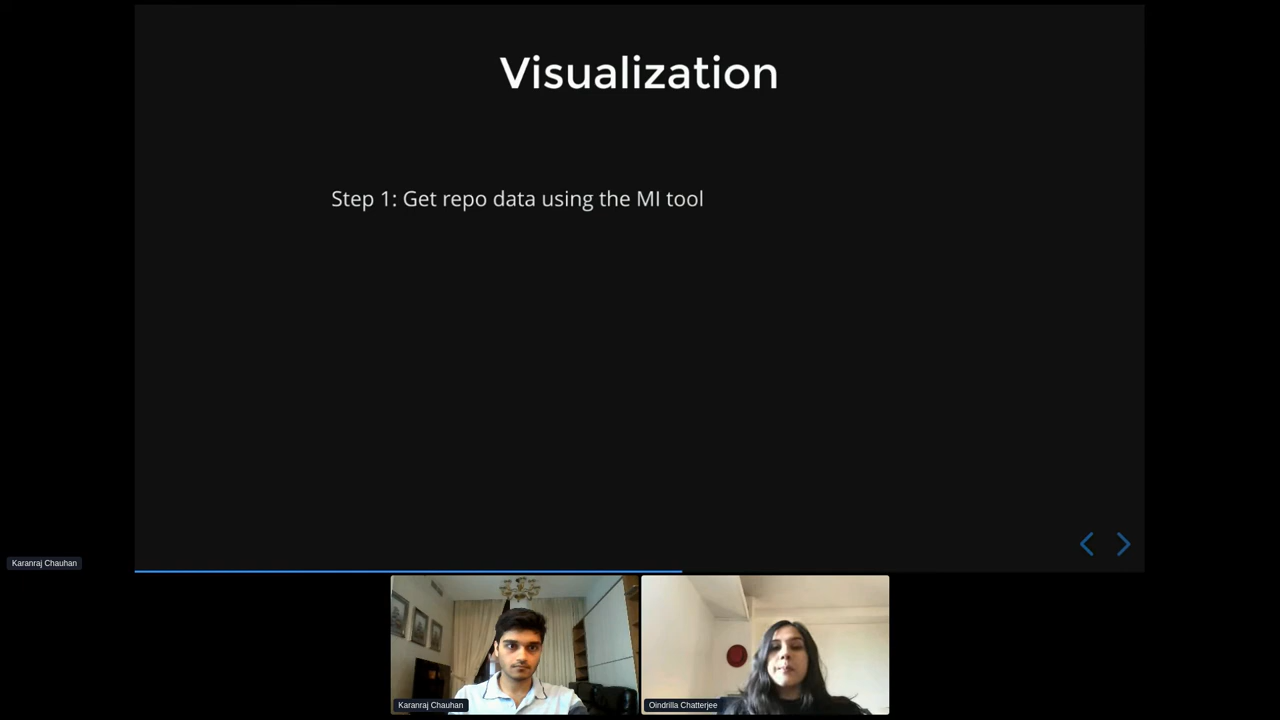 Visualization
Step 1: Get repo data using the MI tool
Karanraj Chauhan
Karanraj Chauhan
Oindrilla Chatterjee